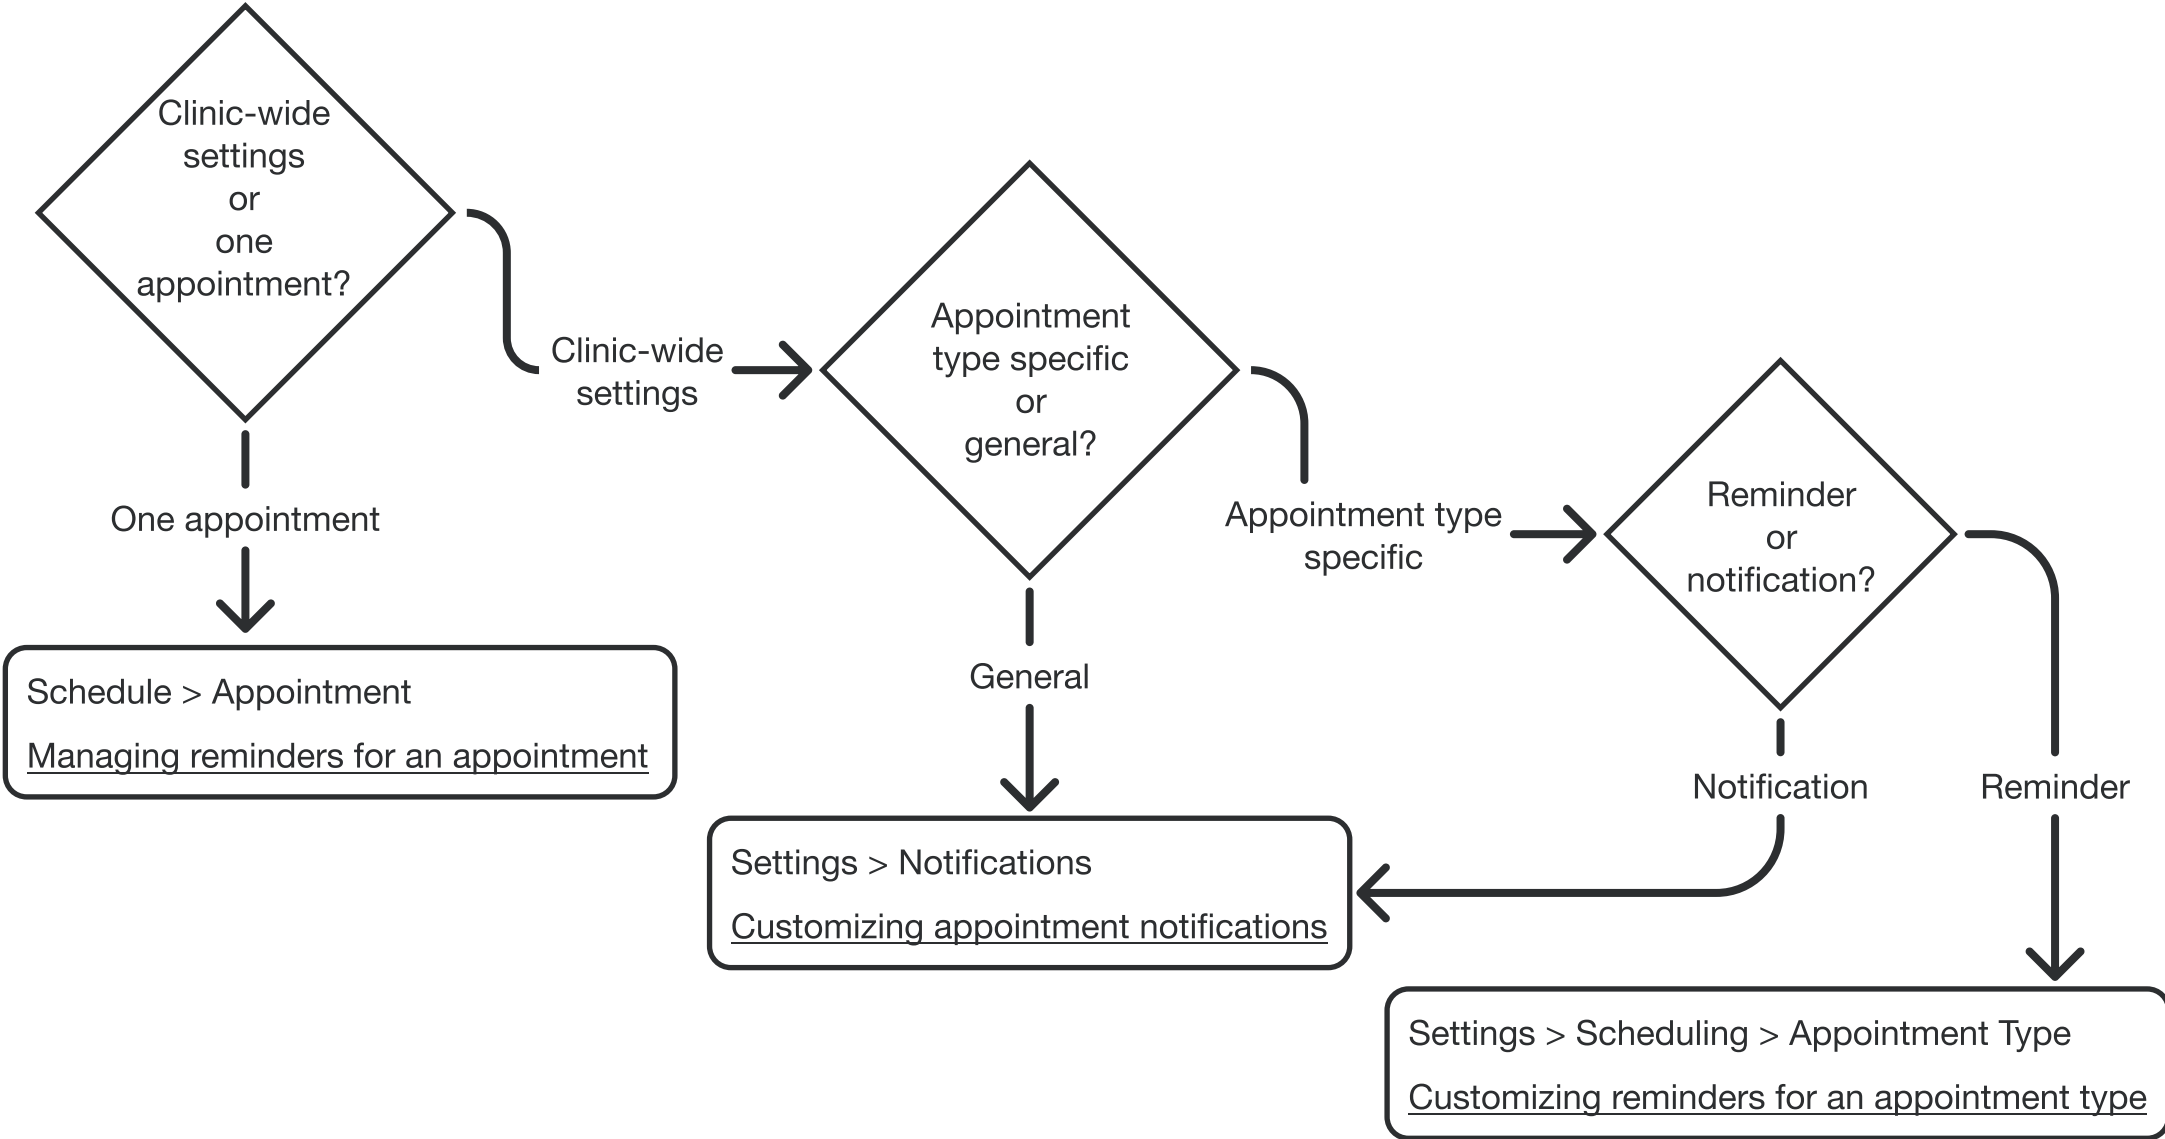 Clinic-wide
settings
or
one
appointment?
Clinic-wide
settings
One appointment
Schedule > Appointment
Managing reminders for an appointment
Appointment
type specific
or
general?
Appointment type
specific
General
Settings > Notifications
Customizing appointment notifications
Reminder
or
notification?
Notification
Reminder
Settings > Scheduling > Appointment Type
Customizing reminders for an appointment type